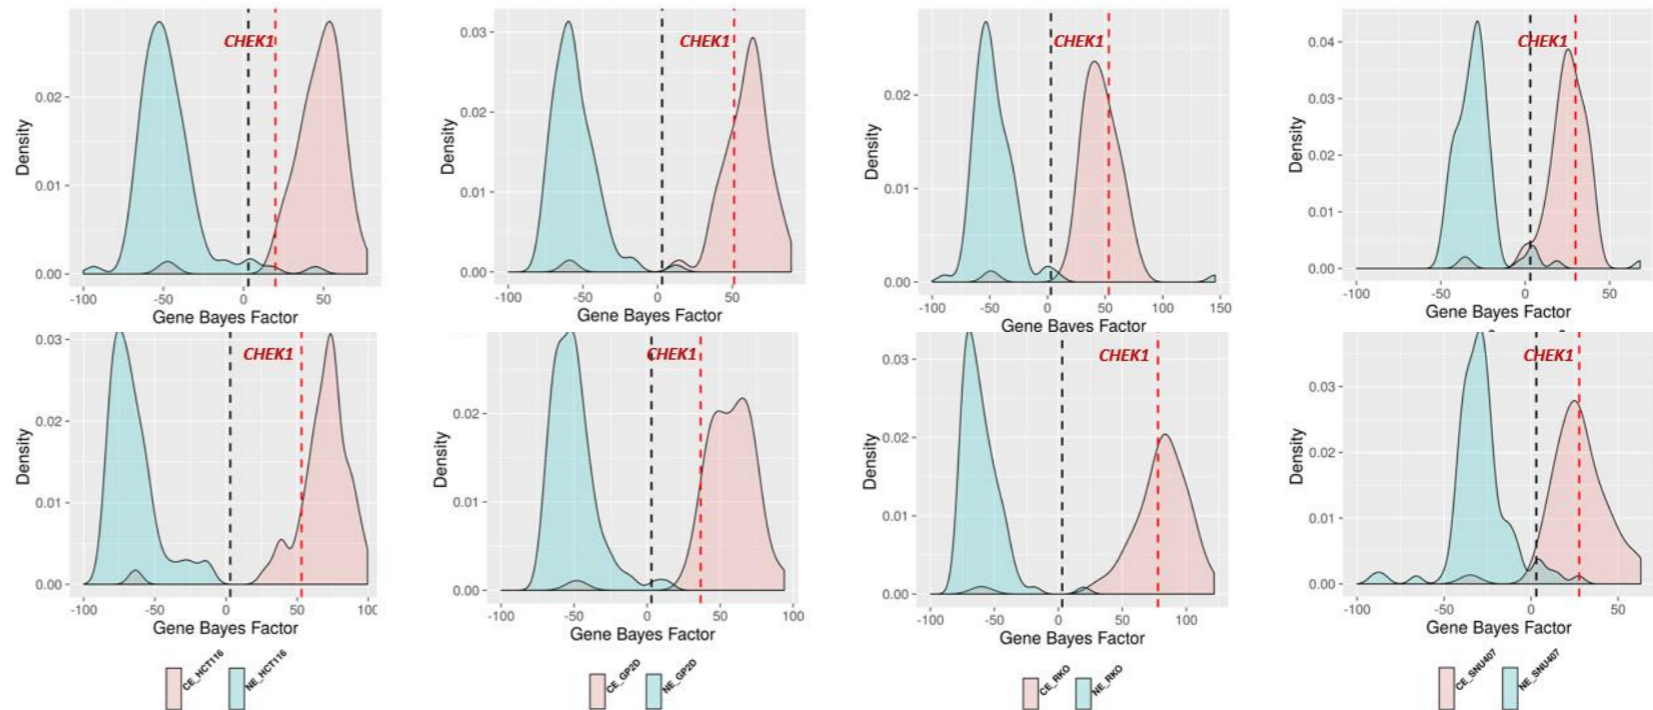 CHEK1
0.02
0.01
0.00
Density
-100
-50
0
50
Gene Bayes Factor
CHEK1
0.03
0.02
0.01
0.00
Density
-100
-50
0
50
Gene Bayes Factor
CHEK1
0.02
0.01
0.00
Density
-100
-50
0
50
100
150
Gene Bayes Factor
CHEK1
0.04
0.03
0.02
0.01
0.00
Density
-100
-50
0
50
Gene Bayes Factor
CHEK1
0.03
0.02
0.01
0.00
Density
-100
-50
0
50
Gene Bayes Factor
CE_HCT116
NE_HCT116
CHEK1
0.02
0.01
0.00
Density
-100
-50
0
50
100
Gene Bayes Factor
CE_GP2D
NE_GP2D
CHEK1
0.03
0.02
0.01
0.00
Density
-100
-50
0
50
100
Gene Bayes Factor
CE_RKO
NE_RKO
CHEK1
0.03
0.02
0.01
0.00
Density
-100
-50
0
50
Gene Bayes Factor
CE_SNU407
NE_SNU407